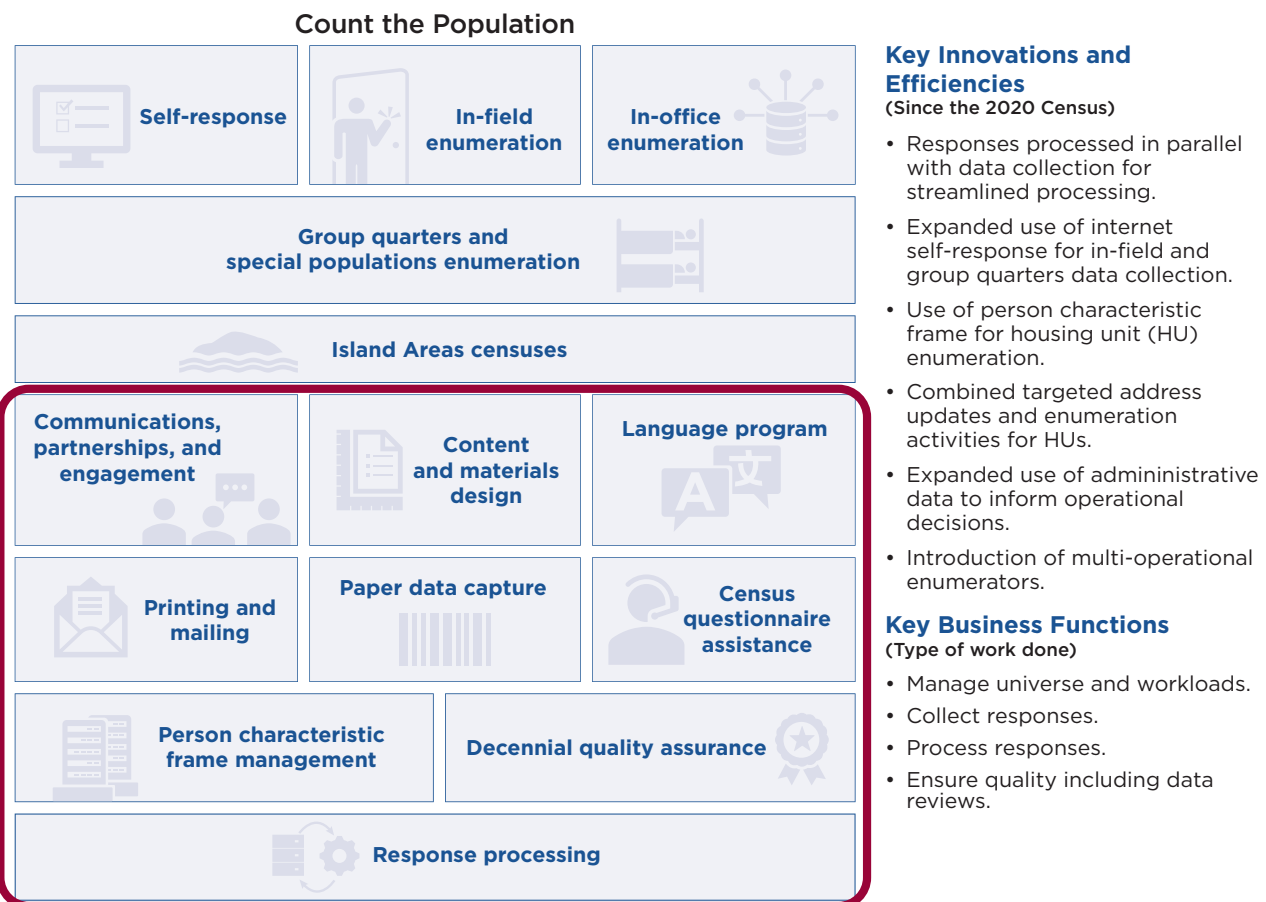 Count the Population
Self-response
In-field
enumeration
In-office
enumeration
Group quarters and
special populations enumeration
Island Areas censuses
Communications,
partnerships, and
engagement
Content
and materials
design
Language program
A
文
Printing and
mailing
Paper data capture
Census
questionnaire
assistance
Person characteristic
frame management
Decennial quality assurance
Response processing
Key Innovations and
Efficiencies
(Since the 2020 Census)
• Responses processed in parallel
with data collection for
streamlined processing.
• Expanded use of internet
self-response for in-field and
group quarters data collection.
• Use of person characteristic
frame for housing unit (HU)
enumeration.
• Combined targeted address
updates and enumeration
activities for HUs.
• Expanded use of admininistrative
data to inform operational
decisions.
• Introduction of multi-operational
enumerators.
Key Business Functions
(Type of work done)
• Manage universe and workloads.
• Collect responses.
• Process responses.
• Ensure quality including data
reviews.